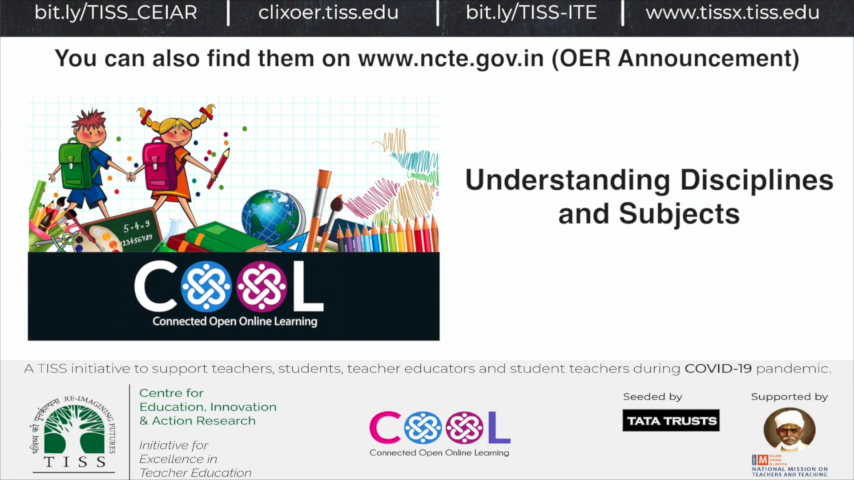 bit.ly/TISS_CEIAR | clixoer.tiss.edu | bit.ly/TISS-ITE | www.tissx.tiss.edu
You can also find them on www.ncte.gov.in (OER Announcement)
5-4=9
123456789
COOL
Connected Open Online Learning
Understanding Disciplines
and Subjects
A TISS initiative to support teachers, students, teacher educators and student teachers during COVID-19 pandemic.
RE-IMAGINING FUTURES
TISS
Centre for
Education, Innovation
& Action Research
Initiative for
Excellence in
Teacher Education
COOL
Connected Open Online Learning
Seeded by
TATA TRUSTS
Supported by
NATIONAL MISSION ON
TEACHERS AND TEACHING